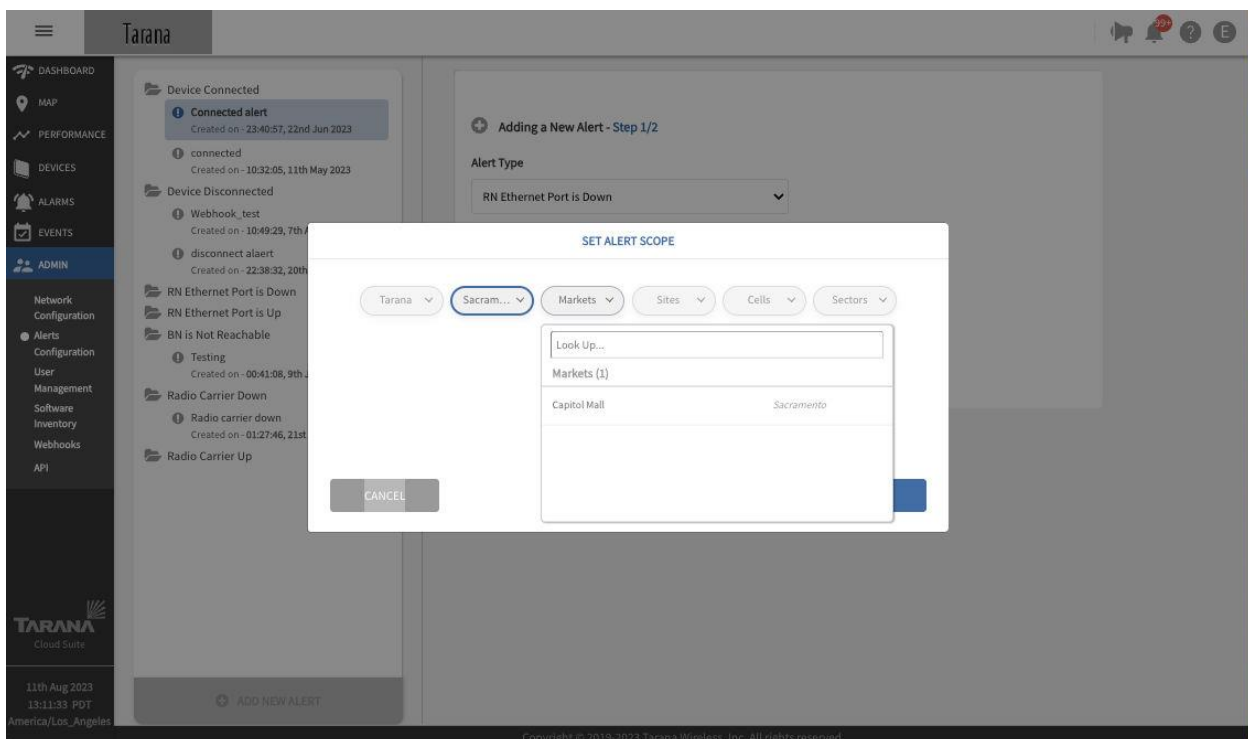 Tarana
99+
E
DASHBOARD
MAP
PERFORMANCE
DEVICES
ALARMS
EVENTS
ADMIN
Network
Configuration
Alerts
Configuration
User
Management
Software
Inventory
Webhooks
API
TARANA
Cloud Suite
11th Aug 2023
13:11:33 PDT
America/Los_Angeles
Device Connected
Connected alert
Created on - 23:40:57, 22nd Jun 2023
connected
Created on - 10:32:05, 11th May 2023
Device Disconnected
Webhook_test
Created on - 10:49:29, 7th
disconnect alaert
Created on - 22:38:32, 20th
RN Ethernet Port is Down
RN Ethernet Port is Up
BN is Not Reachable
Testing
Created on - 00:41:08, 9th
Radio Carrier Down
Radio carrier down
Created on - 01:27:46, 21st
Radio Carrier Up
ADD NEW ALERT
Adding a New Alert - Step 1/2
Alert Type
RN Ethernet Port is Down
SET ALERT SCOPE
Tarana Sacram... Markets Sites Cells Sectors
Look Up...
Markets (1)
Capitol Mall Sacramento
CANCEL
Copyright © 2019-2023 Tarana Wireless, Inc. All rights reserved.